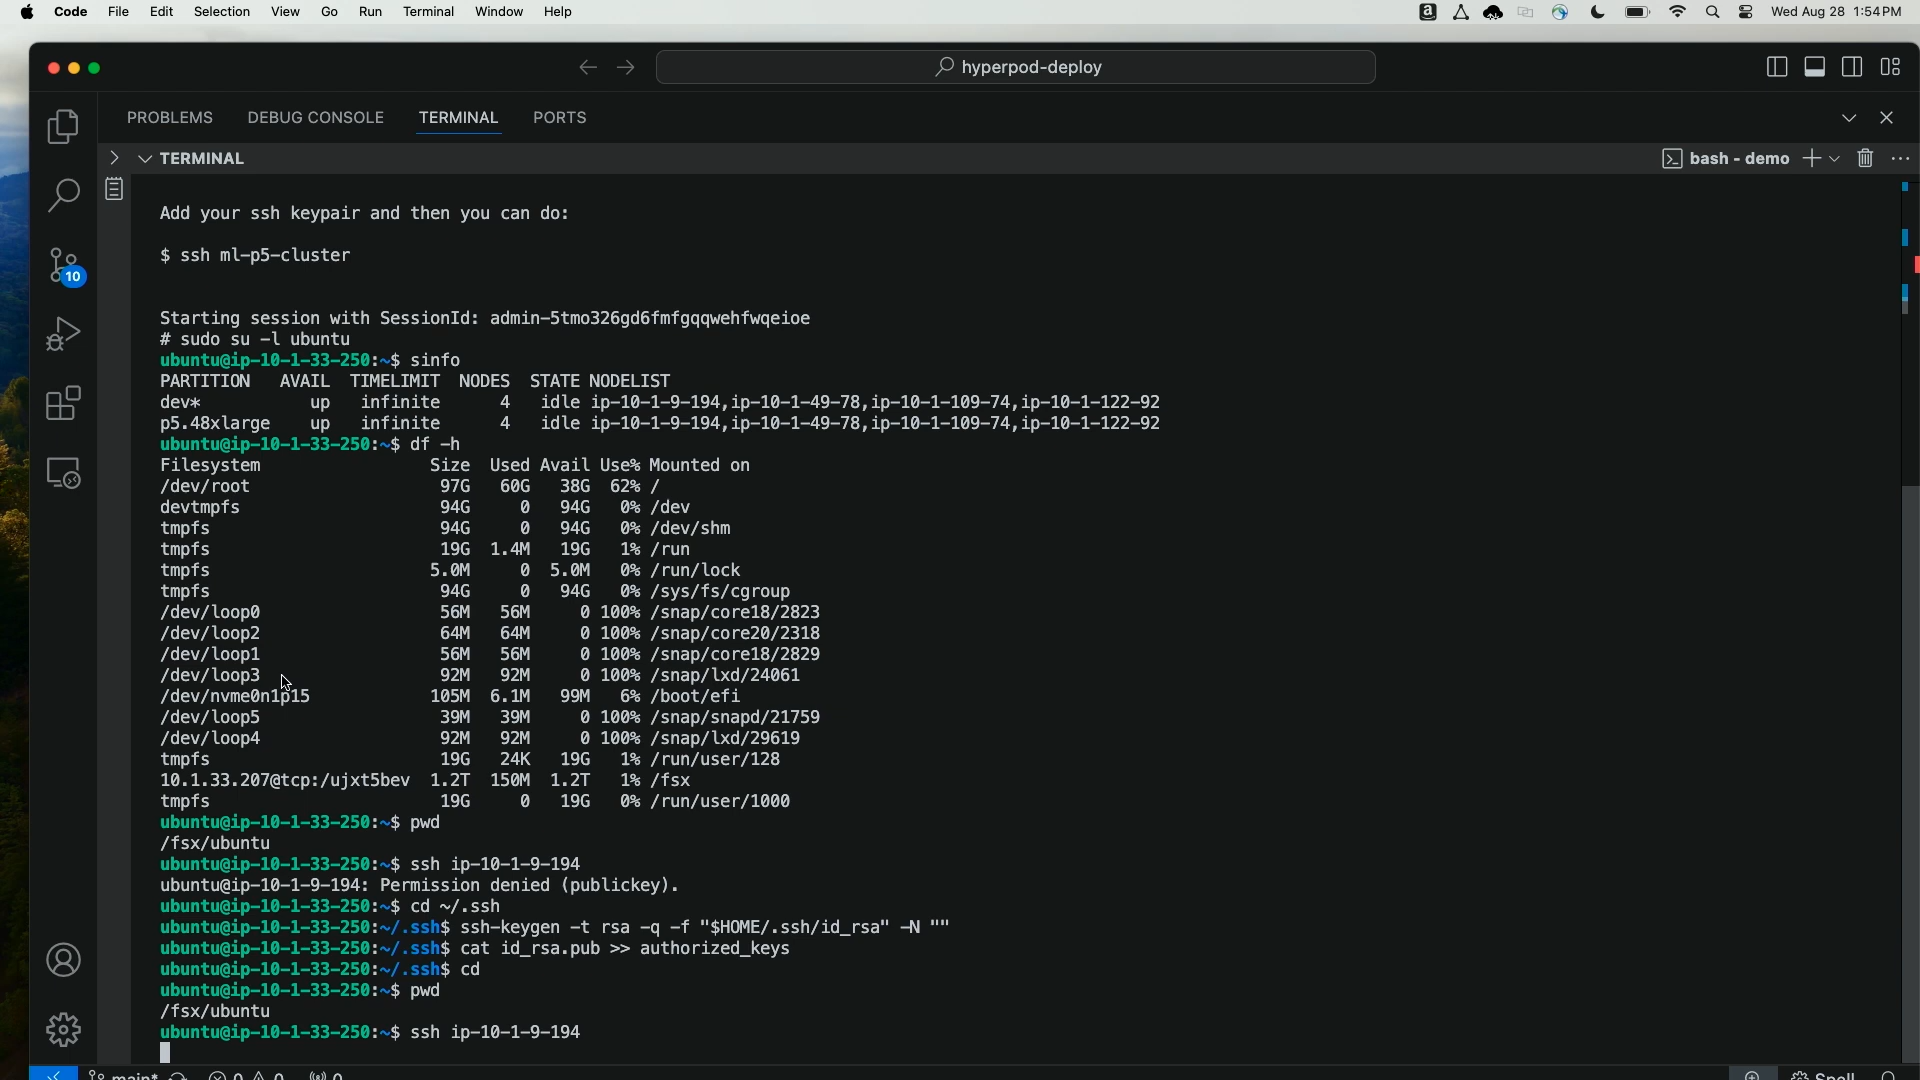 Code File Edit Selection View Go Run Terminal Window Help
Wed Aug 28 1:54PM
hyperpod-deploy
PROBLEMS DEBUG CONSOLE TERMINAL PORTS
TERMINAL
bash - demo
10
Add your ssh keypair and then you can do:
$ ssh ml-p5-cluster
Starting session with SessionId: admin-5tmo326gd6fmfgqqwehfwqeioe
# sudo su -l ubuntu
ubuntu@ip-10-1-33-250:~$ sinfo
PARTITION AVAIL TIMELIMIT NODES STATE NODELIST
dev* up infinite 4 idle ip-10-1-9-194,ip-10-1-49-78,ip-10-1-109-74,ip-10-1-122-92
p5.48xlarge up infinite 4 idle ip-10-1-9-194,ip-10-1-49-78,ip-10-1-109-74,ip-10-1-122-92
ubuntu@ip-10-1-33-250:~$ df -h
Filesystem Size Used Avail Use% Mounted on
/dev/root 97G 60G 38G 62% /
devtmpfs 94G 0 94G 0% /dev
tmpfs 94G 0 94G 0% /dev/shm
tmpfs 19G 1.4M 19G 1% /run
tmpfs 5.0M 0 5.0M 0% /run/lock
tmpfs 94G 0 94G 0% /sys/fs/cgroup
/dev/loop0 56M 56M 0 100% /snap/core18/2823
/dev/loop2 64M 64M 0 100% /snap/core20/2318
/dev/loop1 56M 56M 0 100% /snap/core18/2829
/dev/loop3 92M 92M 0 100% /snap/lxd/24061
/dev/nvme0n1p15 105M 6.1M 99M 6% /boot/efi
/dev/loop5 39M 39M 0 100% /snap/snapd/21759
/dev/loop4 92M 92M 0 100% /snap/lxd/29619
tmpfs 19G 24K 19G 1% /run/user/128
10.1.33.207@tcp:/ujxt5bev 1.2T 150M 1.2T 1% /fsx
tmpfs 19G 0 19G 0% /run/user/1000
ubuntu@ip-10-1-33-250:~$ pwd
/fsx/ubuntu
ubuntu@ip-10-1-33-250:~$ ssh ip-10-1-9-194
ubuntu@ip-10-1-9-194: Permission denied (publickey).
ubuntu@ip-10-1-33-250:~$ cd ~/.ssh
ubuntu@ip-10-1-33-250:~/.ssh$ ssh-keygen -t rsa -q -f "$HOME/.ssh/id_rsa" -N ""
ubuntu@ip-10-1-33-250:~/.ssh$ cat id_rsa.pub >> authorized_keys
ubuntu@ip-10-1-33-250:~/.ssh$ cd
ubuntu@ip-10-1-33-250:~$ pwd
/fsx/ubuntu
ubuntu@ip-10-1-33-250:~$ ssh ip-10-1-9-194
main* 0 0 0 Spell